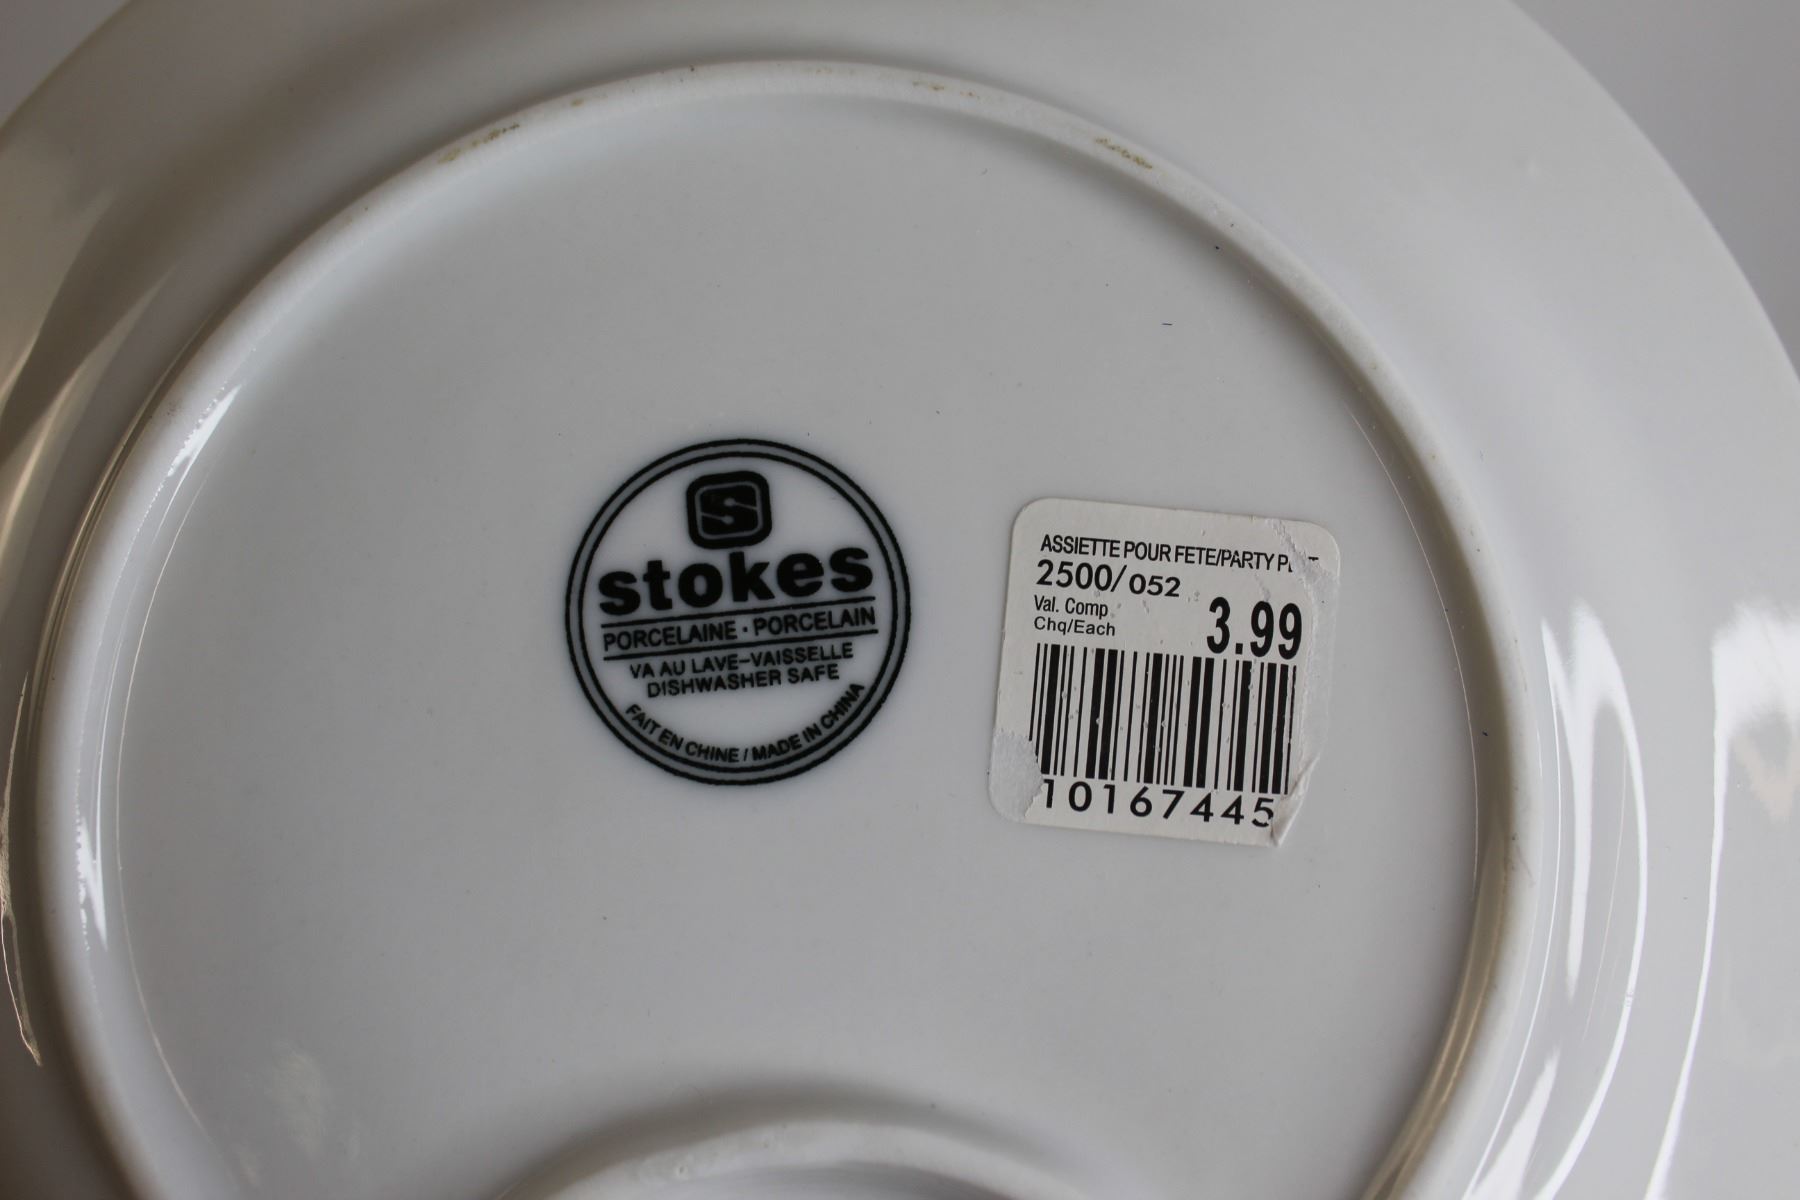 S
stokes
PORCELAINE · PORCELAIN
VA AU LAVE-VAISSELLE
DISHWASHER SAFE
FAIT EN CHINE / MADE IN CHINA
ASSIETTE POUR FETE/PARTY
2500/052
Val. Comp.
Chq/Each
3.99
10167445